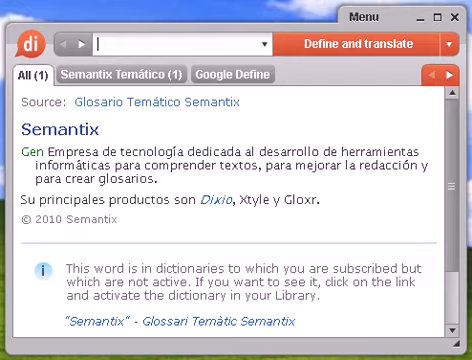 Menu
di
Define and translate
All (1)
Semantix Temático (1)
Google Define
Source: Glosario Temático Semantix
Semantix
Gen Empresa de tecnología dedicada al desarrollo de herramientas
informáticas para comprender textos, para mejorar la redacción y
para crear glosarios.
Su principales productos son Dixio, Xtyle y Gloxr.
© 2010 Semantix
i
This word is in dictionaries to which you are subscribed but
which are not active. If you want to see it, click on the link
and activate the dictionary in your Library.
"Semantix" - Glossari Temàtic Semantix